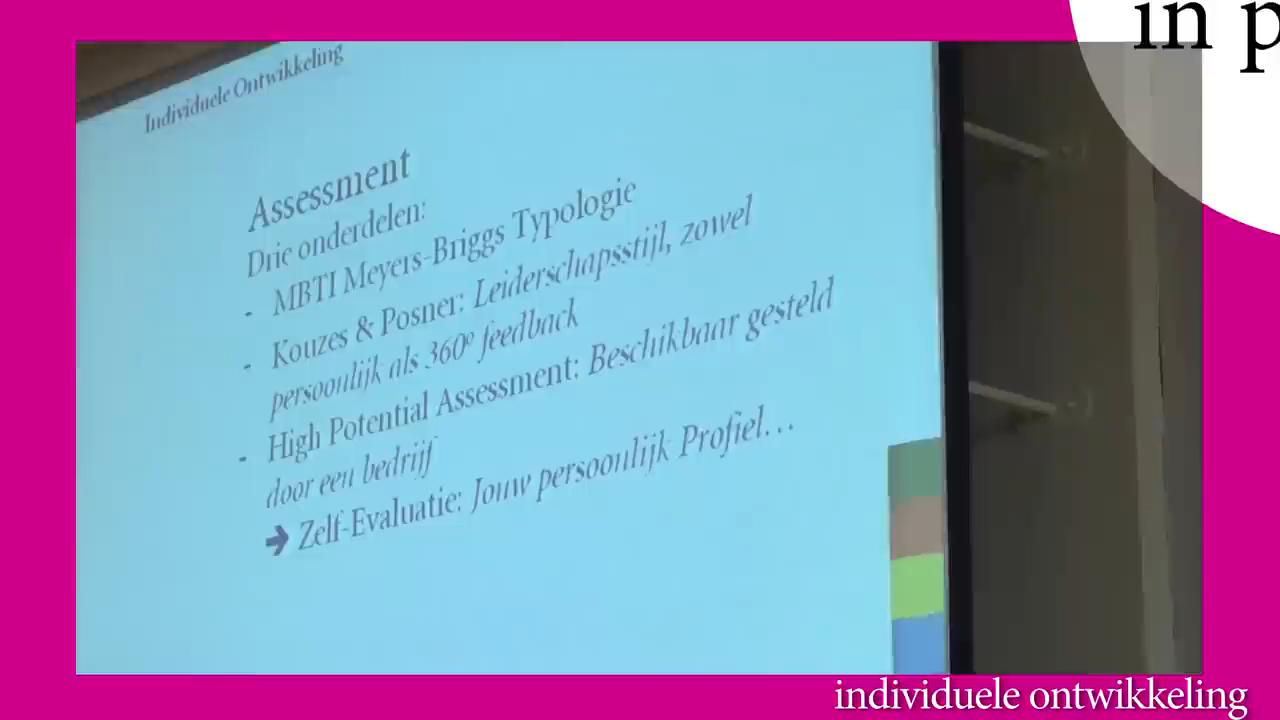 in p
Individuele Ontwikkeling
Assessment
Drie onderdelen:
- MBTI Meyers-Briggs Typologie
- Kouzes & Posner: Leiderschapsstijl, zowel
persoonlijk als 360º feedback
- High Potential Assessment: Beschikbaar gesteld
door een bedrijf
➔ Zelf-Evaluatie: Jouw persoonlijk Profiel…
individuele ontwikkeling